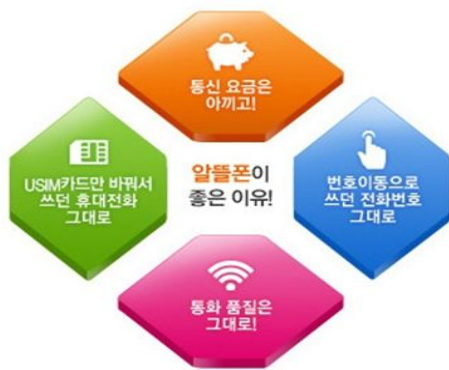 통신 요금은
아끼고!
USIM카드만 바꿔서
쓰던 휴대전화
그대로
알뜰폰이
좋은 이유!
번호이동으로
쓰던 전화번호
그대로
통화 품질은
그대로!